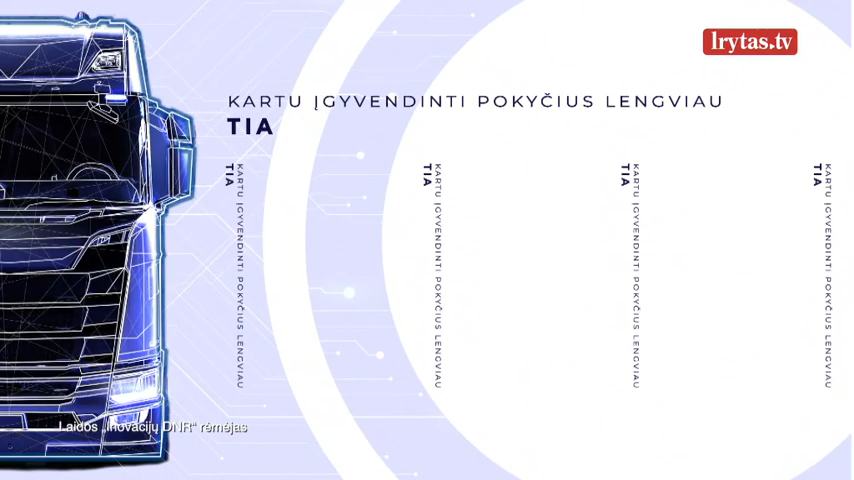 lrytas.tv
KARTU ĮGYVENDINTI POKYČIUS LENGVIAU
TIA
KARTU ĮGYVENDINTI POKYČIUS LENGVIAU
TIA
KARTU ĮGYVENDINTI POKYČIUS LENGVIAU
TIA
KARTU ĮGYVENDINTI POKYČIUS LENGVIAU
TIA
KARTU ĮGYVENDINTI POKYČIUS LENGVIAU
TIA
Laidos „Inovacijų DNR“ rėmėjas